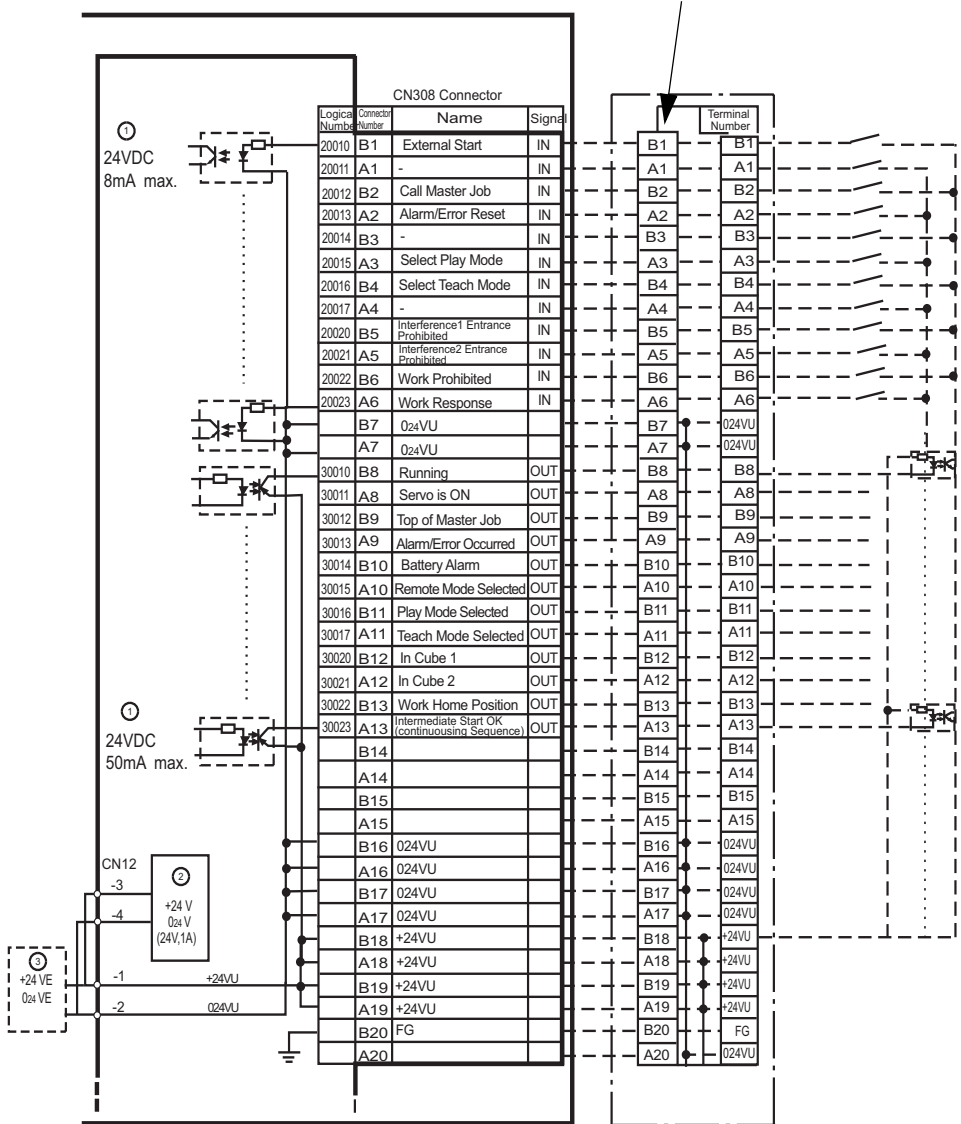 CN308 Connector
Logical Number Connector Number Name Signal
Terminal Number
① 24VDC 8mA max.
20010 B1 External Start IN B1 B1
20011 A1 - IN A1 A1
20012 B2 Call Master Job IN B2 B2
20013 A2 Alarm/Error Reset IN A2 A2
20014 B3 - IN B3 B3
20015 A3 Select Play Mode IN A3 A3
20016 B4 Select Teach Mode IN B4 B4
20017 A4 - IN A4 A4
20020 B5 Interference1 Entrance Prohibited IN B5 B5
20021 A5 Interference2 Entrance Prohibited IN A5 A5
20022 B6 Work Prohibited IN B6 B6
20023 A6 Work Response IN A6 A6
B7 024VU B7 024VU
A7 024VU A7 024VU
30010 B8 Running OUT B8 B8
30011 A8 Servo is ON OUT A8 A8
30012 B9 Top of Master Job OUT B9 B9
30013 A9 Alarm/Error Occurred OUT A9 A9
30014 B10 Battery Alarm OUT B10 B10
30015 A10 Remote Mode Selected OUT A10 A10
30016 B11 Play Mode Selected OUT B11 B11
30017 A11 Teach Mode Selected OUT A11 A11
30020 B12 In Cube 1 OUT B12 B12
30021 A12 In Cube 2 OUT A12 A12
30022 B13 Work Home Position OUT B13 B13
30023 A13 Intermediate Start OK (continuousing Sequence) OUT A13 A13
① 24VDC 50mA max.
B14 B14 B14
A14 A14 A14
B15 B15 B15
A15 A15 A15
B16 024VU B16 024VU
A16 024VU A16 024VU
B17 024VU B17 024VU
A17 024VU A17 024VU
B18 +24VU B18 +24VU
A18 +24VU A18 +24VU
B19 +24VU B19 +24VU
A19 +24VU A19 +24VU
B20 FG B20 FG
A20 A20 024VU
CN12
-3
-4
②
+24 V
024 V
(24V,1A)
③
+24 VE
024 VE
-1 +24VU
-2 024VU